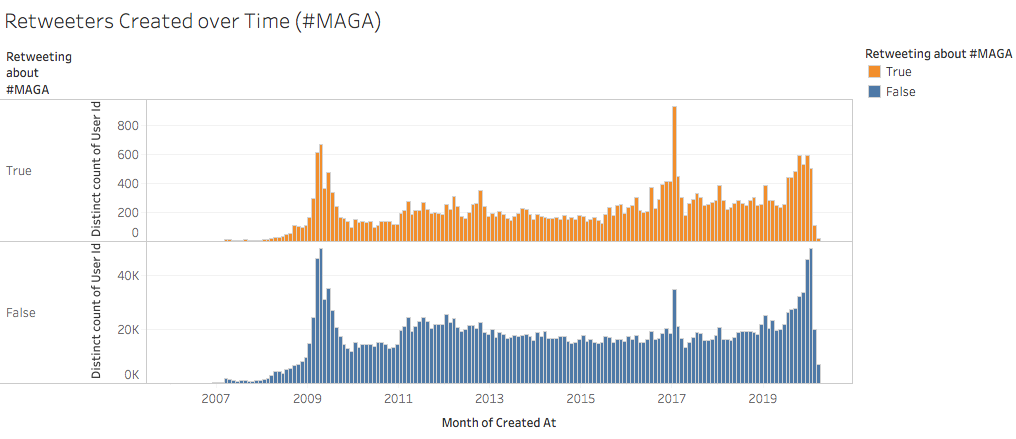 Retweeters Created over Time (#MAGA)
Retweeting
about
#MAGA
Retweeting about #MAGA
True
False
True
Distinct count of User Id
800
600
400
200
0
False
Distinct count of User Id
40K
20K
0K
2007 2009 2011 2013 2015 2017 2019
Month of Created At